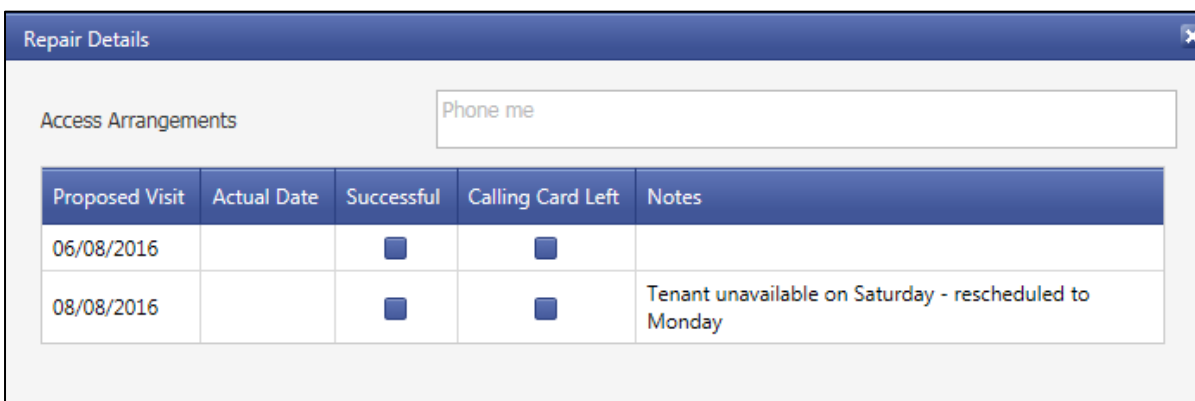 Repair Details
Access Arrangements
Phone me
Proposed Visit Actual Date Successful Calling Card Left Notes
06/08/2016
08/08/2016 Tenant unavailable on Saturday - rescheduled to
Monday